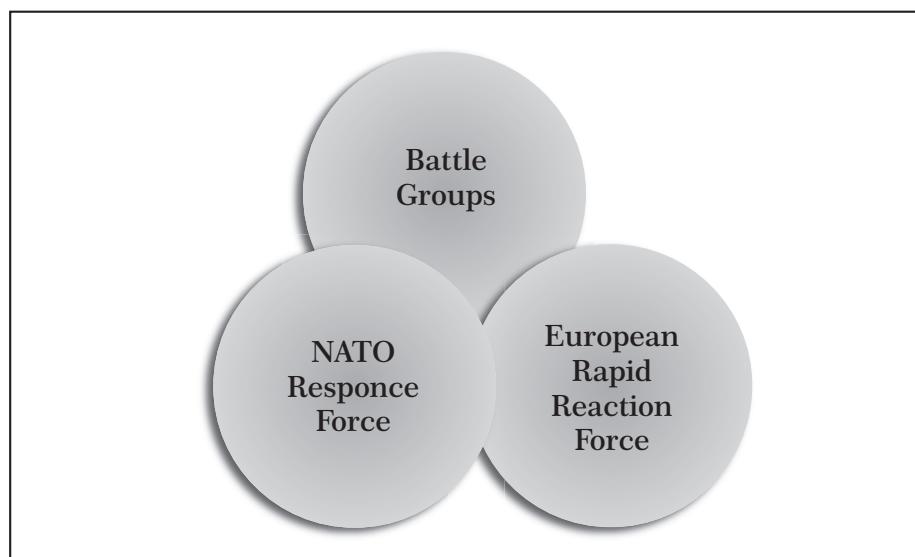 Battle
Groups
NATO
Responce
Force
European
Rapid
Reaction
Force